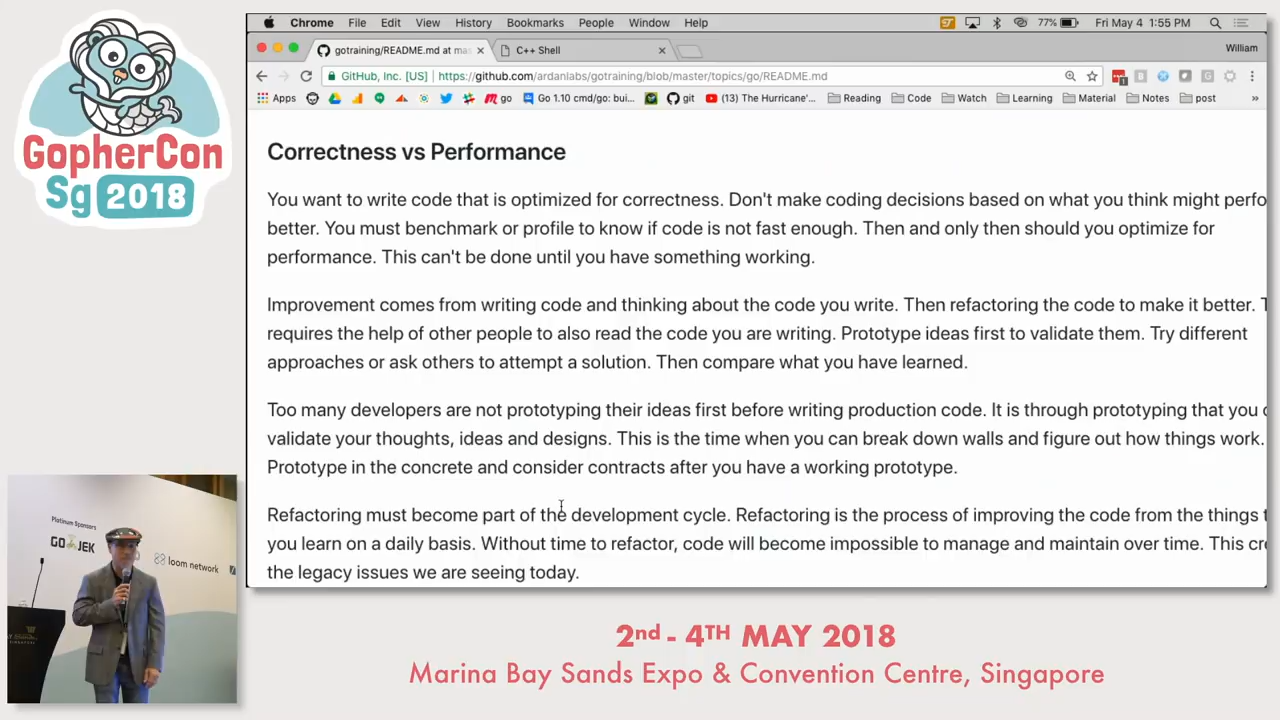 GopherCon
Sg 2018
Chrome File Edit View History Bookmarks People Window Help 77% Fri May 4 1:55 PM
gotraining/README.md at mas C++ Shell William
GitHub, Inc. [US] https://github.com/ardanlabs/gotraining/blob/master/topics/go/README.md
Apps go Go 1.10 cmd/go: bui... git (13) The Hurricane'... Reading Code Watch Learning Material Notes post »
Correctness vs Performance
You want to write code that is optimized for correctness. Don't make coding decisions based on what you think might perfo
better. You must benchmark or profile to know if code is not fast enough. Then and only then should you optimize for
performance. This can't be done until you have something working.
Improvement comes from writing code and thinking about the code you write. Then refactoring the code to make it better. T
requires the help of other people to also read the code you are writing. Prototype ideas first to validate them. Try different
approaches or ask others to attempt a solution. Then compare what you have learned.
Too many developers are not prototyping their ideas first before writing production code. It is through prototyping that you c
validate your thoughts, ideas and designs. This is the time when you can break down walls and figure out how things work.
Prototype in the concrete and consider contracts after you have a working prototype.
Refactoring must become part of the development cycle. Refactoring is the process of improving the code from the things t
you learn on a daily basis. Without time to refactor, code will become impossible to manage and maintain over time. This cre
the legacy issues we are seeing today.
Platinum Sponsors
GO JEK
loom network
2nd - 4TH MAY 2018
Marina Bay Sands Expo & Convention Centre, Singapore